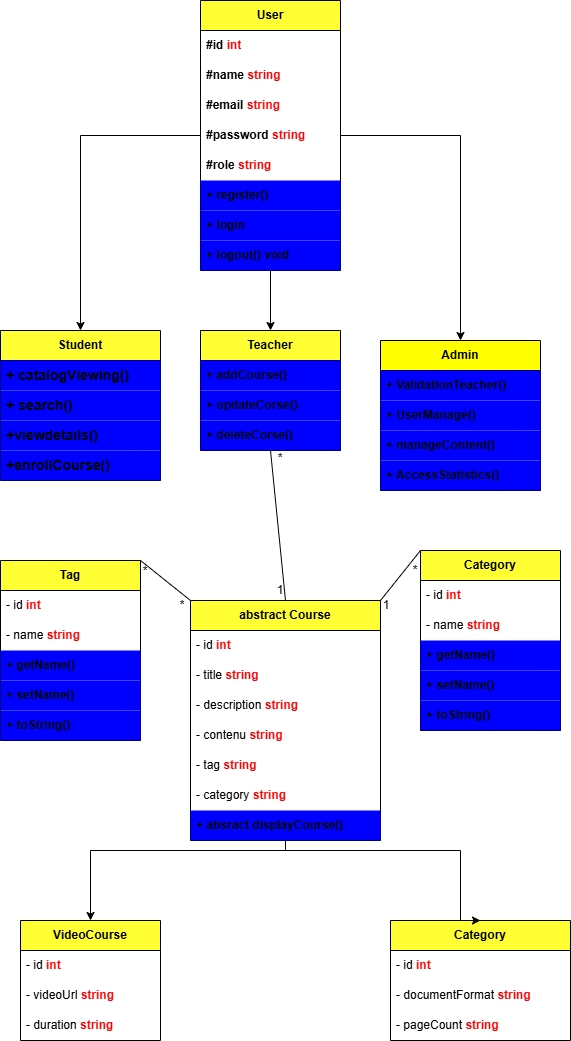 User
#id int
#name string
#email string
#password string
#role string
+ register()
+ login
+ logout() void
Student
+ catalogViewing()
+ search()
+viewdetails()
+enrollCourse()
Teacher
+ addCourse()
+ updateCorse()
+ deleteCorse()
Admin
+ ValidationTeacher()
+ UserManage()
+ manageContent()
+ AccessStatistics()
*
1
*
*
*
1
Tag
- id int
- name string
+ getName()
+ setName()
+ toString()
abstract Course
- id int
- title string
- description string
- contenu string
- tag string
- category string
+ absract displayCourse()
Category
- id int
- name string
+ getName()
+ setName()
+ toString()
VideoCourse
- id int
- videoUrl string
- duration string
Category
- id int
- documentFormat string
- pageCount string